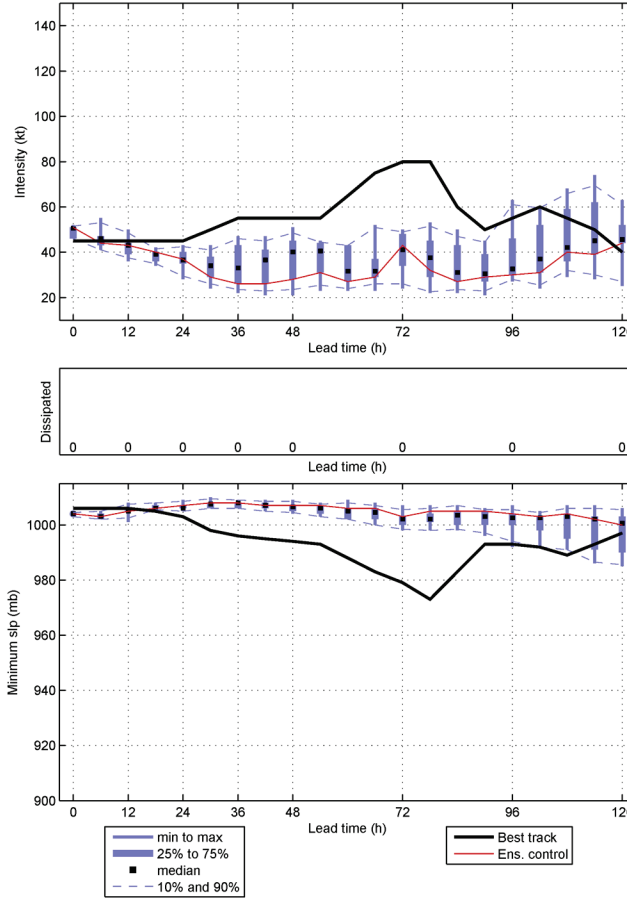 140
120
100
80
60
40
20
Intensity (kt)
0 12 24 36 48 72 96 120
Lead time (h)
Dissipated
0 0 0 0 0 0 0 0
Lead time (h)
1000
980
960
940
920
900
Minimum slp (mb)
0 12 24 36 48 72 96 120
Lead time (h)
min to max
25% to 75%
median
10% and 90%
Best track
Ens. control